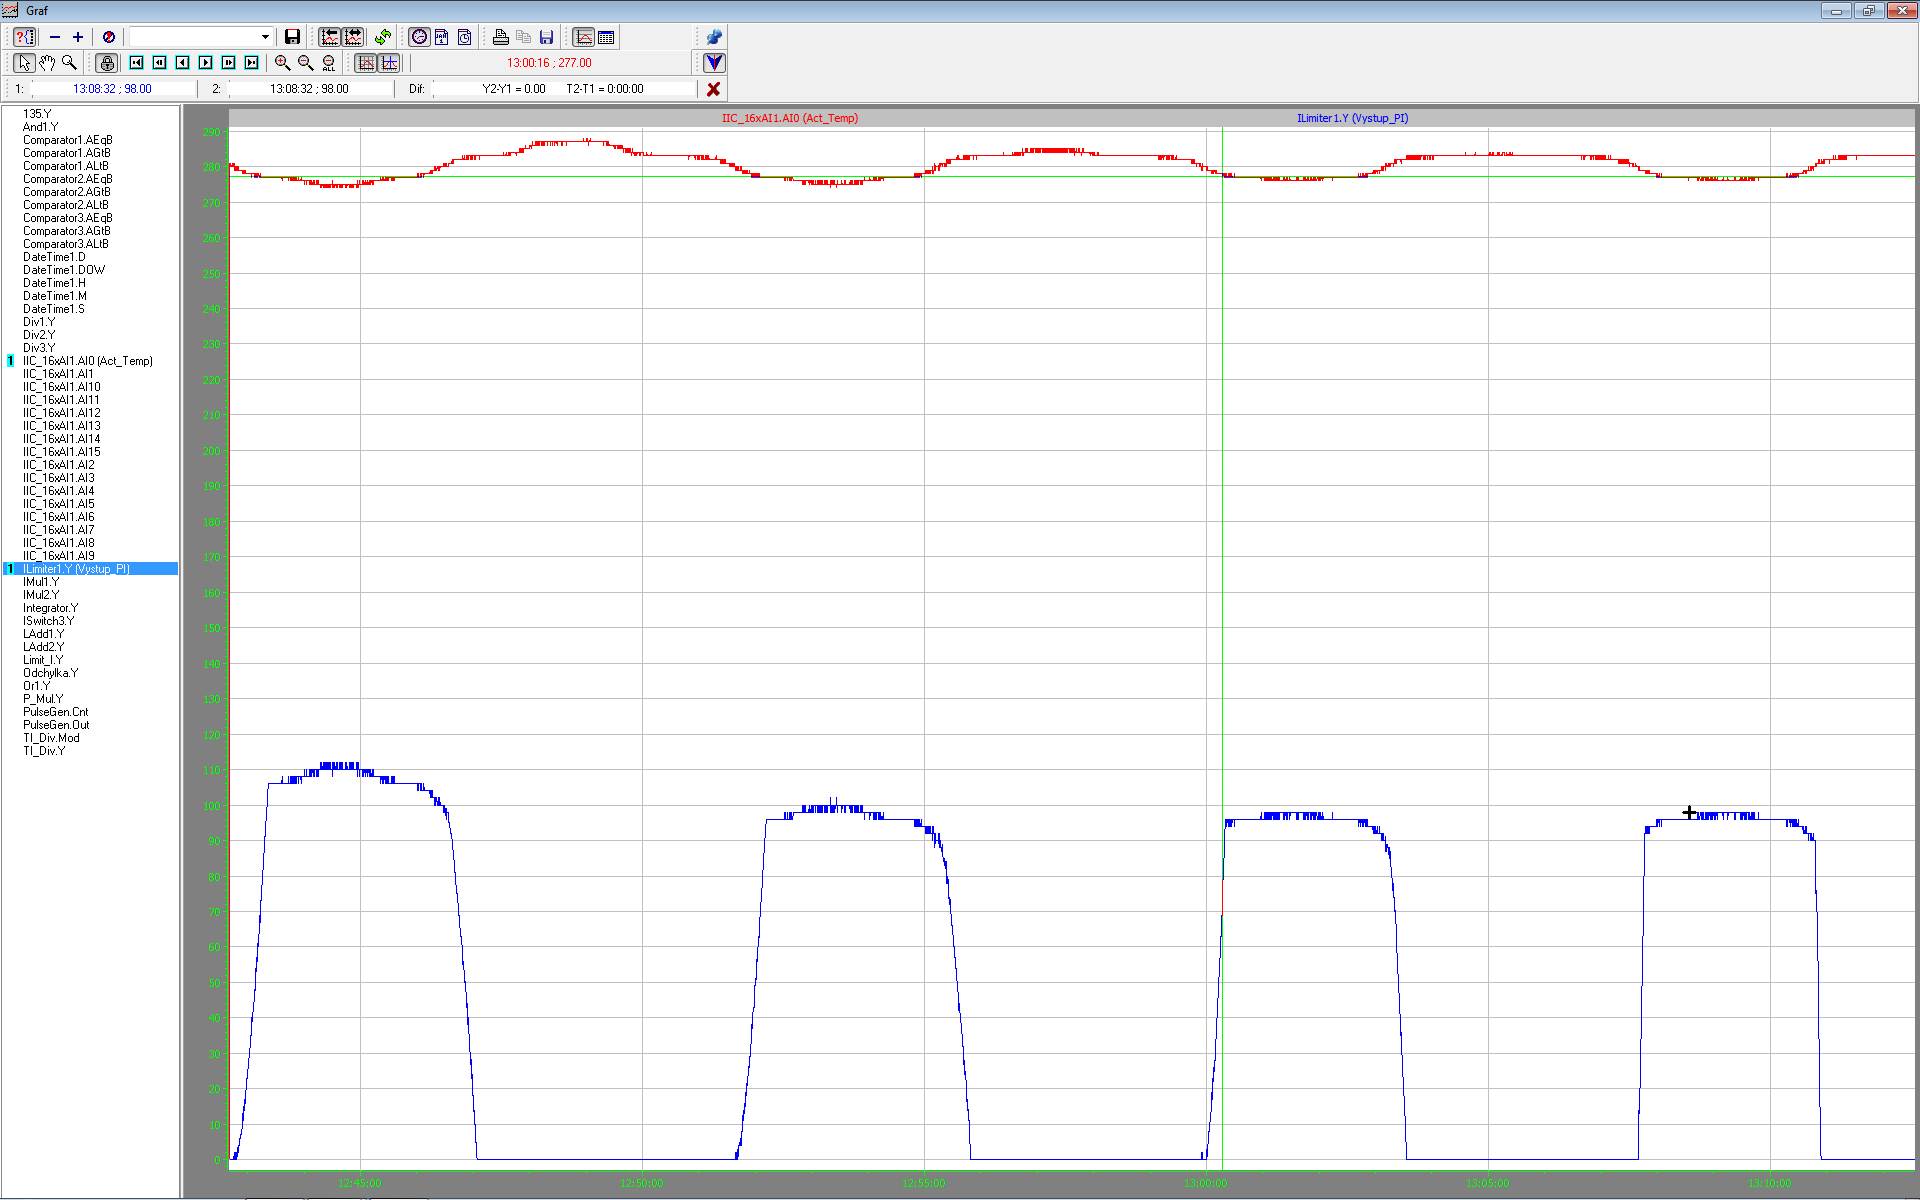 Graf
13:00:16 ; 277.00
1: 13:08:32 ; 98.00 2: 13:08:32 ; 98.00 Dif: Y2-Y1 = 0.00 T2-T1 = 0:00:00
135.Y
And1.Y
Comparator1.AEqB
Comparator1.AGtB
Comparator1.ALtB
Comparator2.AEqB
Comparator2.AGtB
Comparator2.ALtB
Comparator3.AEqB
Comparator3.AGtB
Comparator3.ALtB
DateTime1.D
DateTime1.DOW
DateTime1.H
DateTime1.M
DateTime1.S
Div1.Y
Div2.Y
Div3.Y
1 IIC_16xAI1.AI0 (Act_Temp)
IIC_16xAI1.AI1
IIC_16xAI1.AI10
IIC_16xAI1.AI11
IIC_16xAI1.AI12
IIC_16xAI1.AI13
IIC_16xAI1.AI14
IIC_16xAI1.AI15
IIC_16xAI1.AI2
IIC_16xAI1.AI3
IIC_16xAI1.AI4
IIC_16xAI1.AI5
IIC_16xAI1.AI6
IIC_16xAI1.AI7
IIC_16xAI1.AI8
IIC_16xAI1.AI9
1 ILimiter1.Y (Vystup_PI)
IMul1.Y
IMul2.Y
Integrator.Y
ISwitch3.Y
LAdd1.Y
LAdd2.Y
Limit_I.Y
Odchylka.Y
Or1.Y
P_Mul.Y
PulseGen.Cnt
PulseGen.Out
TI_Div.Mod
TI_Div.Y
IIC_16xAI1.AI0 (Act_Temp) ILimiter1.Y (Vystup_PI)
290
280
270
260
250
240
230
220
210
200
190
180
170
160
150
140
130
120
110
100
90
80
70
60
50
40
30
20
10
0
12:45:00 12:50:00 12:55:00 13:00:00 13:05:00 13:10:00